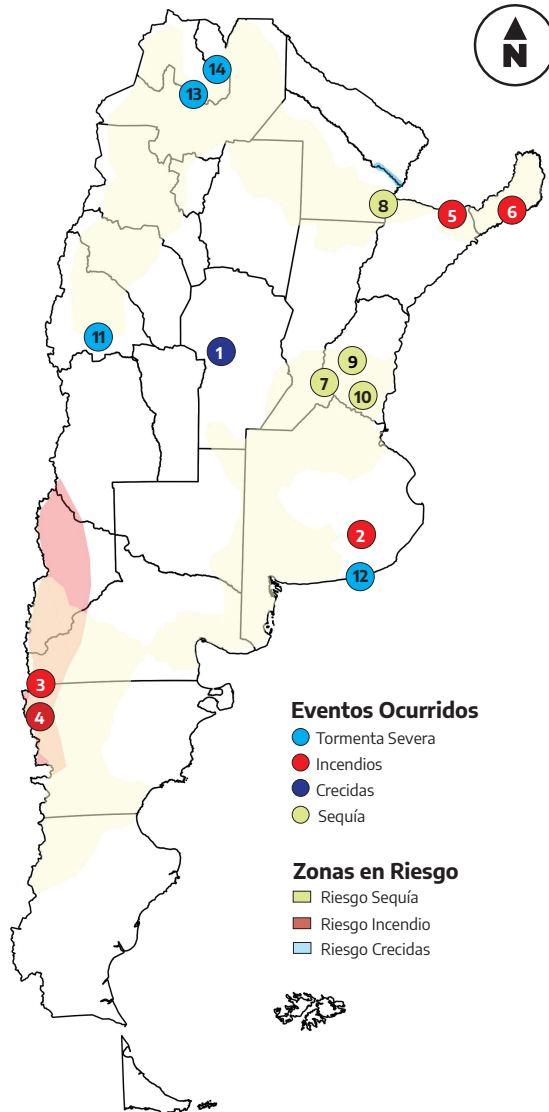 N
14
13
8
5
6
11
1
9
7
10
2
12
3
4
Eventos Ocurridos
Tormenta Severa
Incendios
Crecidas
Sequía
Zonas en Riesgo
Riesgo Sequía
Riesgo Incendio
Riesgo Crecidas